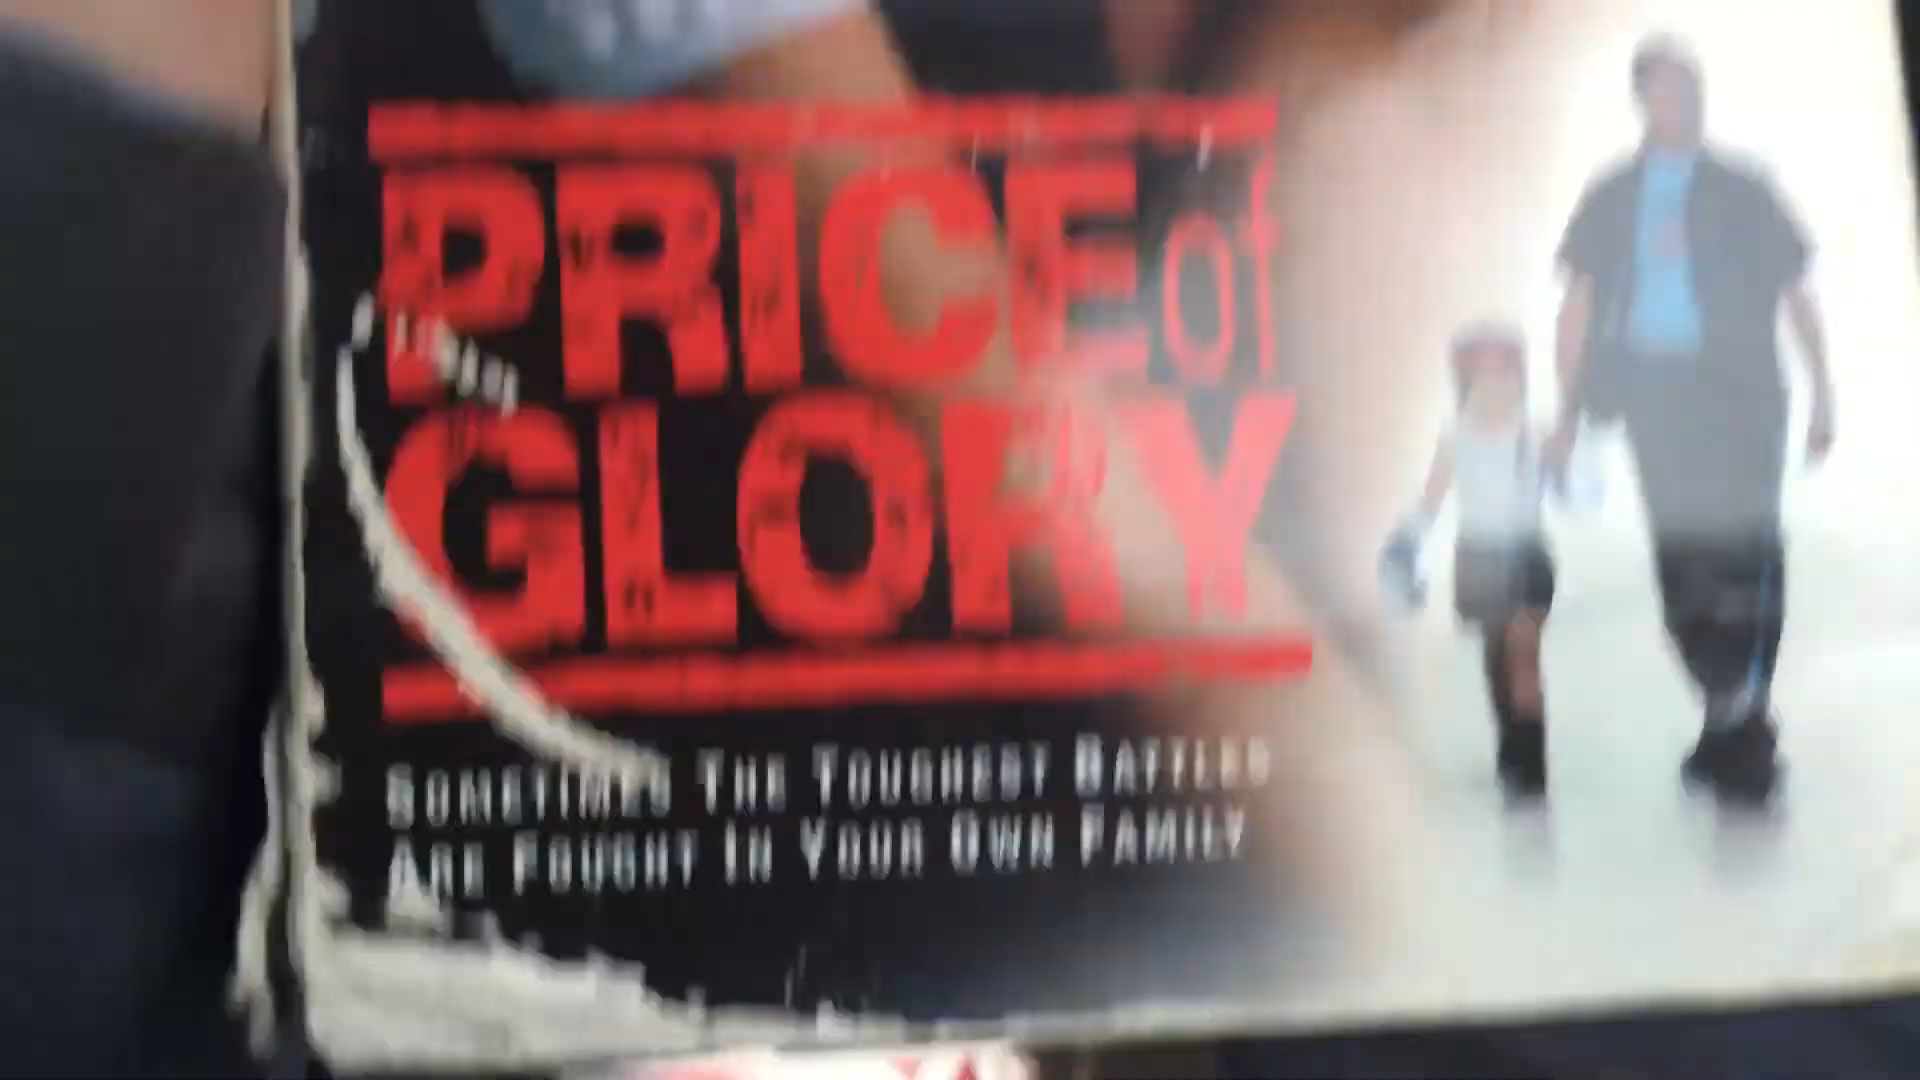 PRICE of
GLORY
SOMETIMES THE TOUGHEST BATTLES
ARE FOUGHT IN YOUR OWN FAMILY